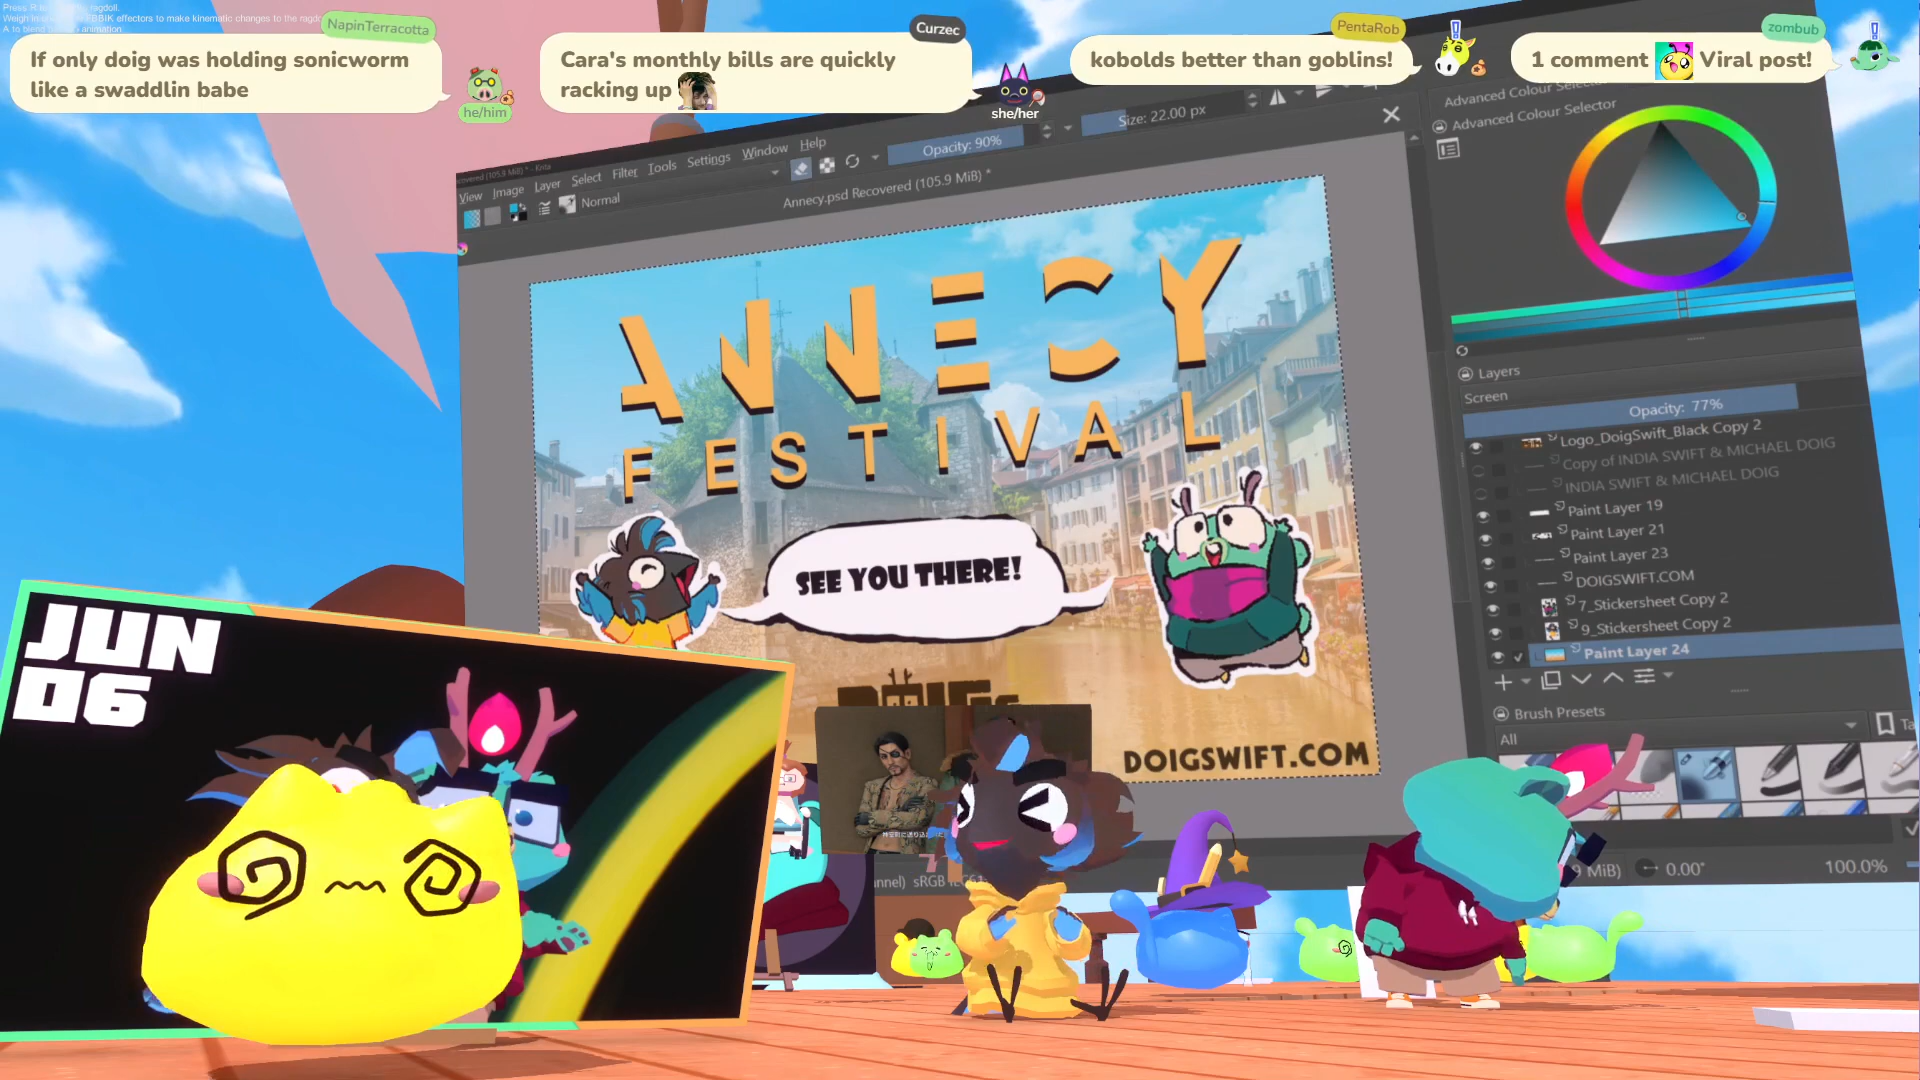 NapinTerracotta
If only doig was holding sonicworm
like a swaddlin babe
he/him
Curzec
Cara's monthly bills are quickly
racking up
she/her
PentaRob
kobolds better than goblins!
zombub
1 comment Viral post!
View Image Layer Select Filter Tools Settings Window Help
Normal
Opacity: 90%
Size: 22.00 px
Annecy.psd Recovered (105.9 MiB) *
Advanced Colour Selector
ANNECY
FESTIVAL
SEE YOU THERE!
DOIGSWIFT.COM
Layers
Screen
Opacity: 77%
Logo_DoigSwift_Black Copy 2
Copy of INDIA SWIFT & MICHAEL DOIG
INDIA SWIFT & MICHAEL DOIG
Paint Layer 19
Paint Layer 21
Paint Layer 23
DOIGSWIFT.COM
7_Stickersheet Copy 2
9_Stickersheet Copy 2
Paint Layer 24
Brush Presets
All
0.00°
100.0%
JUN
06